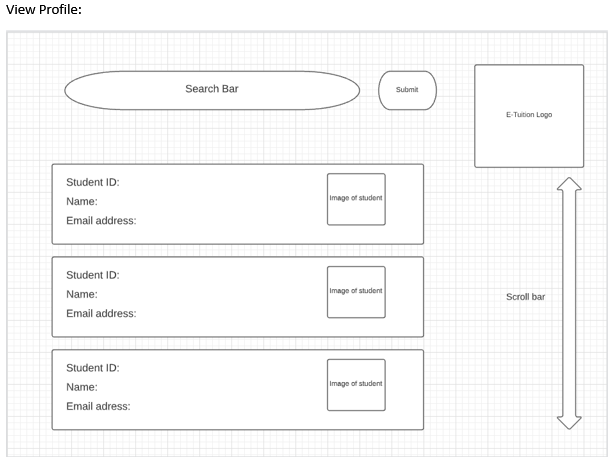 View Profile:
Search Bar
Submit
E-Tuition Logo
Student ID:
Name:
Email address:
Image of student
Student ID:
Name:
Email address:
Image of student
Scroll bar
Student ID:
Name:
Email adress:
Image of student